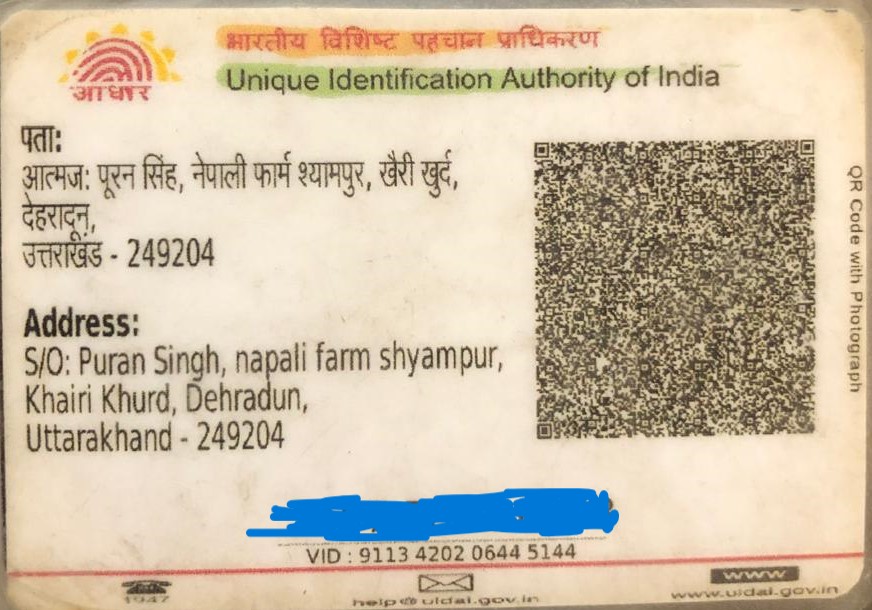 भारतीय विशिष्ट पहचान प्राधिकरण
आधार
Unique Identification Authority of India
पता:
आत्मज: पूरन सिंह, नेपाली फार्म श्यामपुर, खैरी खुर्द,
देहरादून,
उत्तराखंड - 249204
Address:
S/O: Puran Singh, napali farm shyampur,
Khairi Khurd, Dehradun,
Uttarakhand - 249204
QR Code with Photograph
VID : 9113 4202 0644 5144
1947
help@uidai.gov.in
www
www.uidai.gov.in